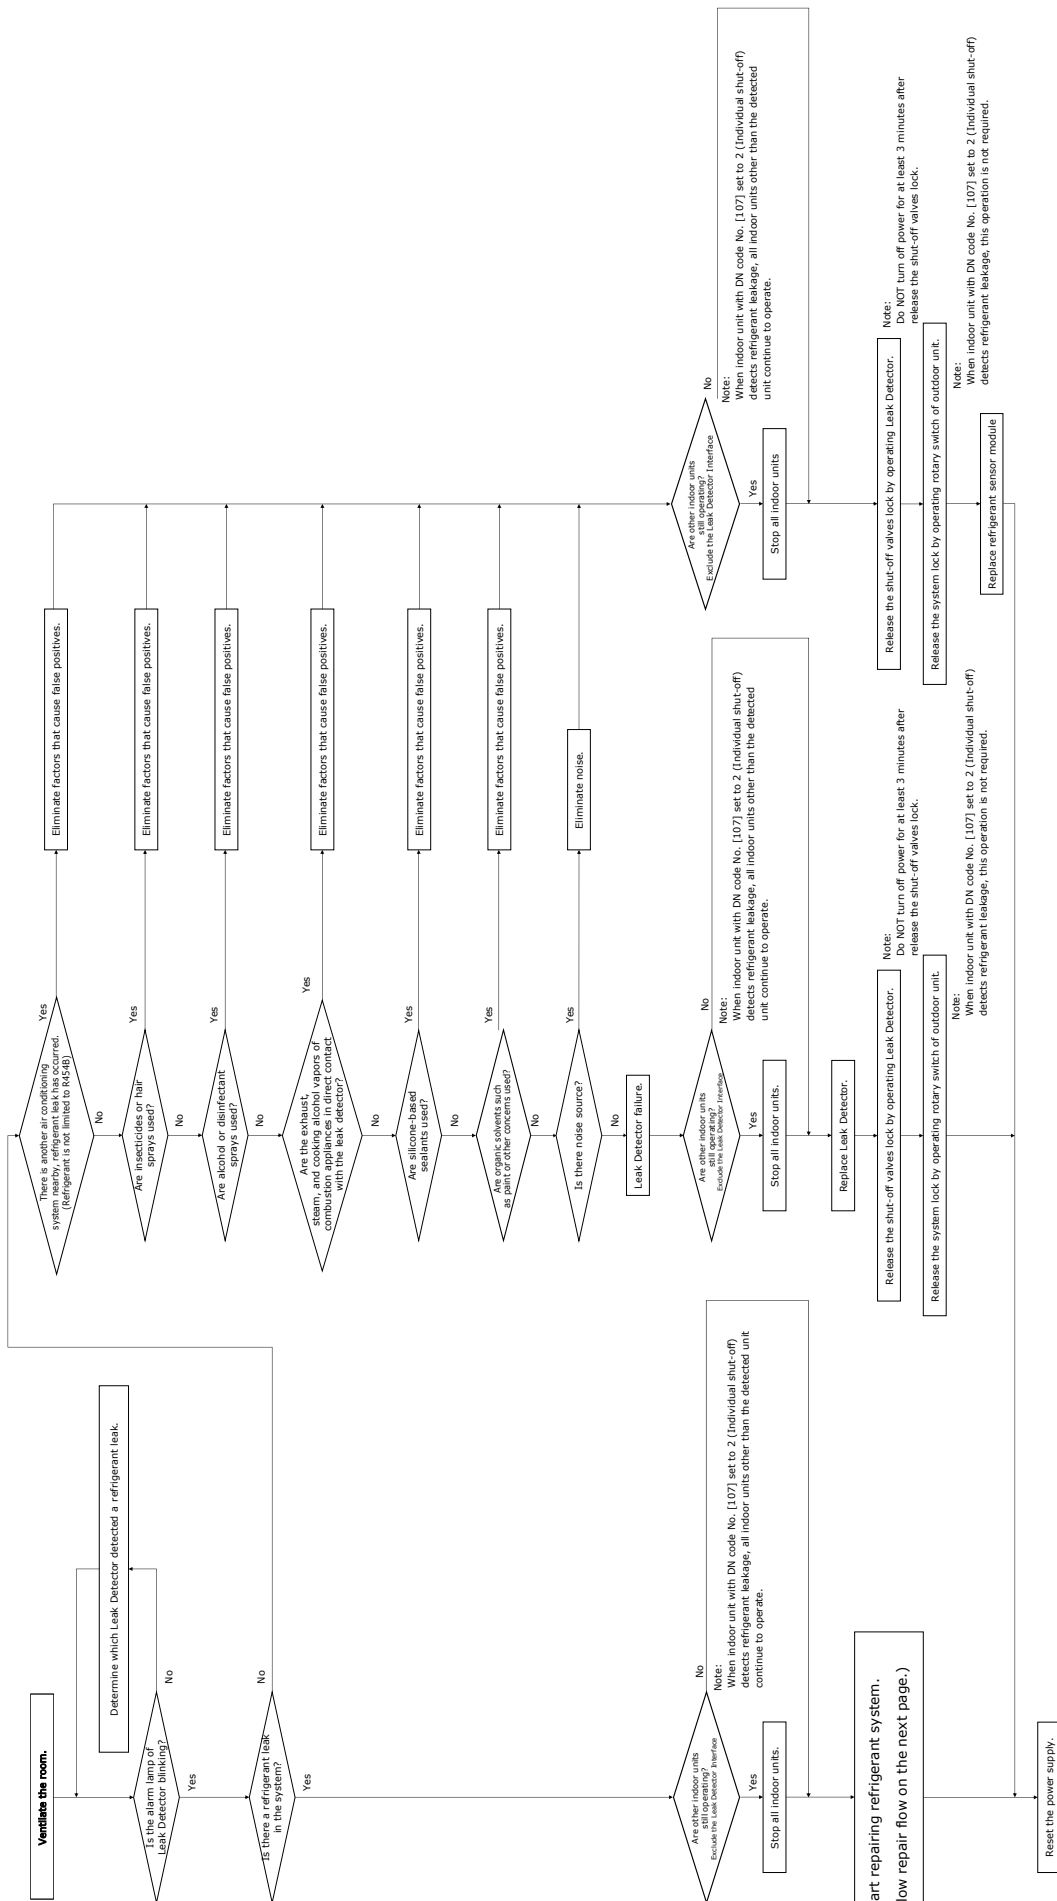 Ventilate the room.
Determine which Leak Detector detected a refrigerant leak.
Is the alarm lamp of
Leak Detector blinking?
No
Yes
Is there a refrigerant leak
in the system?
No
Yes
Are other indoor units
still operating?
Exclude the Leak Detector Interface
No
Note:
When indoor unit with DN code No. [107] set to 2 (Individual shut-off)
detects refrigerant leakage, all indoor units other than the detected unit
continue to operate.
Yes
Stop all indoor units.
art repairing refrigerant system.
low repair flow on the next page.)
Reset the power supply.
There is another air conditioning
system nearby, refrigerant leak has occurred.
(Refrigerant is not limited to R454B)
Yes
Eliminate factors that cause false positives.
No
Are insecticides or hair
sprays used?
Yes
Eliminate factors that cause false positives.
No
Are alcohol or disinfectant
sprays used?
Yes
Eliminate factors that cause false positives.
No
Are the exhaust,
steam, and cooking alcohol vapors of
combustion appliances in direct contact
with the leak detector?
Yes
Eliminate factors that cause false positives.
No
Are silicone-based
sealants used?
Yes
Eliminate factors that cause false positives.
No
Are organic solvents such
as paint or other concerns used?
Yes
Eliminate factors that cause false positives.
No
Is there noise source?
Yes
Eliminate noise.
No
Leak Detector failure.
Are other indoor units
still operating?
Exclude the Leak Detector Interface
No
Note:
When indoor unit with DN code No. [107] set to 2 (Individual shut-off)
detects refrigerant leakage, all indoor units other than the detected
unit continue to operate.
Yes
Stop all indoor units.
Replace Leak Detector.
Release the shut-off valves lock by operating Leak Detector.
Note:
Do NOT turn off power for at least 3 minutes after
release the shut-off valves lock.
Release the system lock by operating rotary switch of outdoor unit.
Note:
When indoor unit with DN code No. [107] set to 2 (Individual shut-off)
detects refrigerant leakage, this operation is not required.
Are other indoor units
still operating?
Exclude the Leak Detector Interface
No
Note:
When indoor unit with DN code No. [107] set to 2 (Individual shut-off)
detects refrigerant leakage, all indoor units other than the detected
unit continue to operate.
Yes
Stop all indoor units
Release the shut-off valves lock by operating Leak Detector.
Note:
Do NOT turn off power for at least 3 minutes after
release the shut-off valves lock.
Release the system lock by operating rotary switch of outdoor unit.
Note:
When indoor unit with DN code No. [107] set to 2 (Individual shut-off)
detects refrigerant leakage, this operation is not required.
Replace refrigerant sensor module